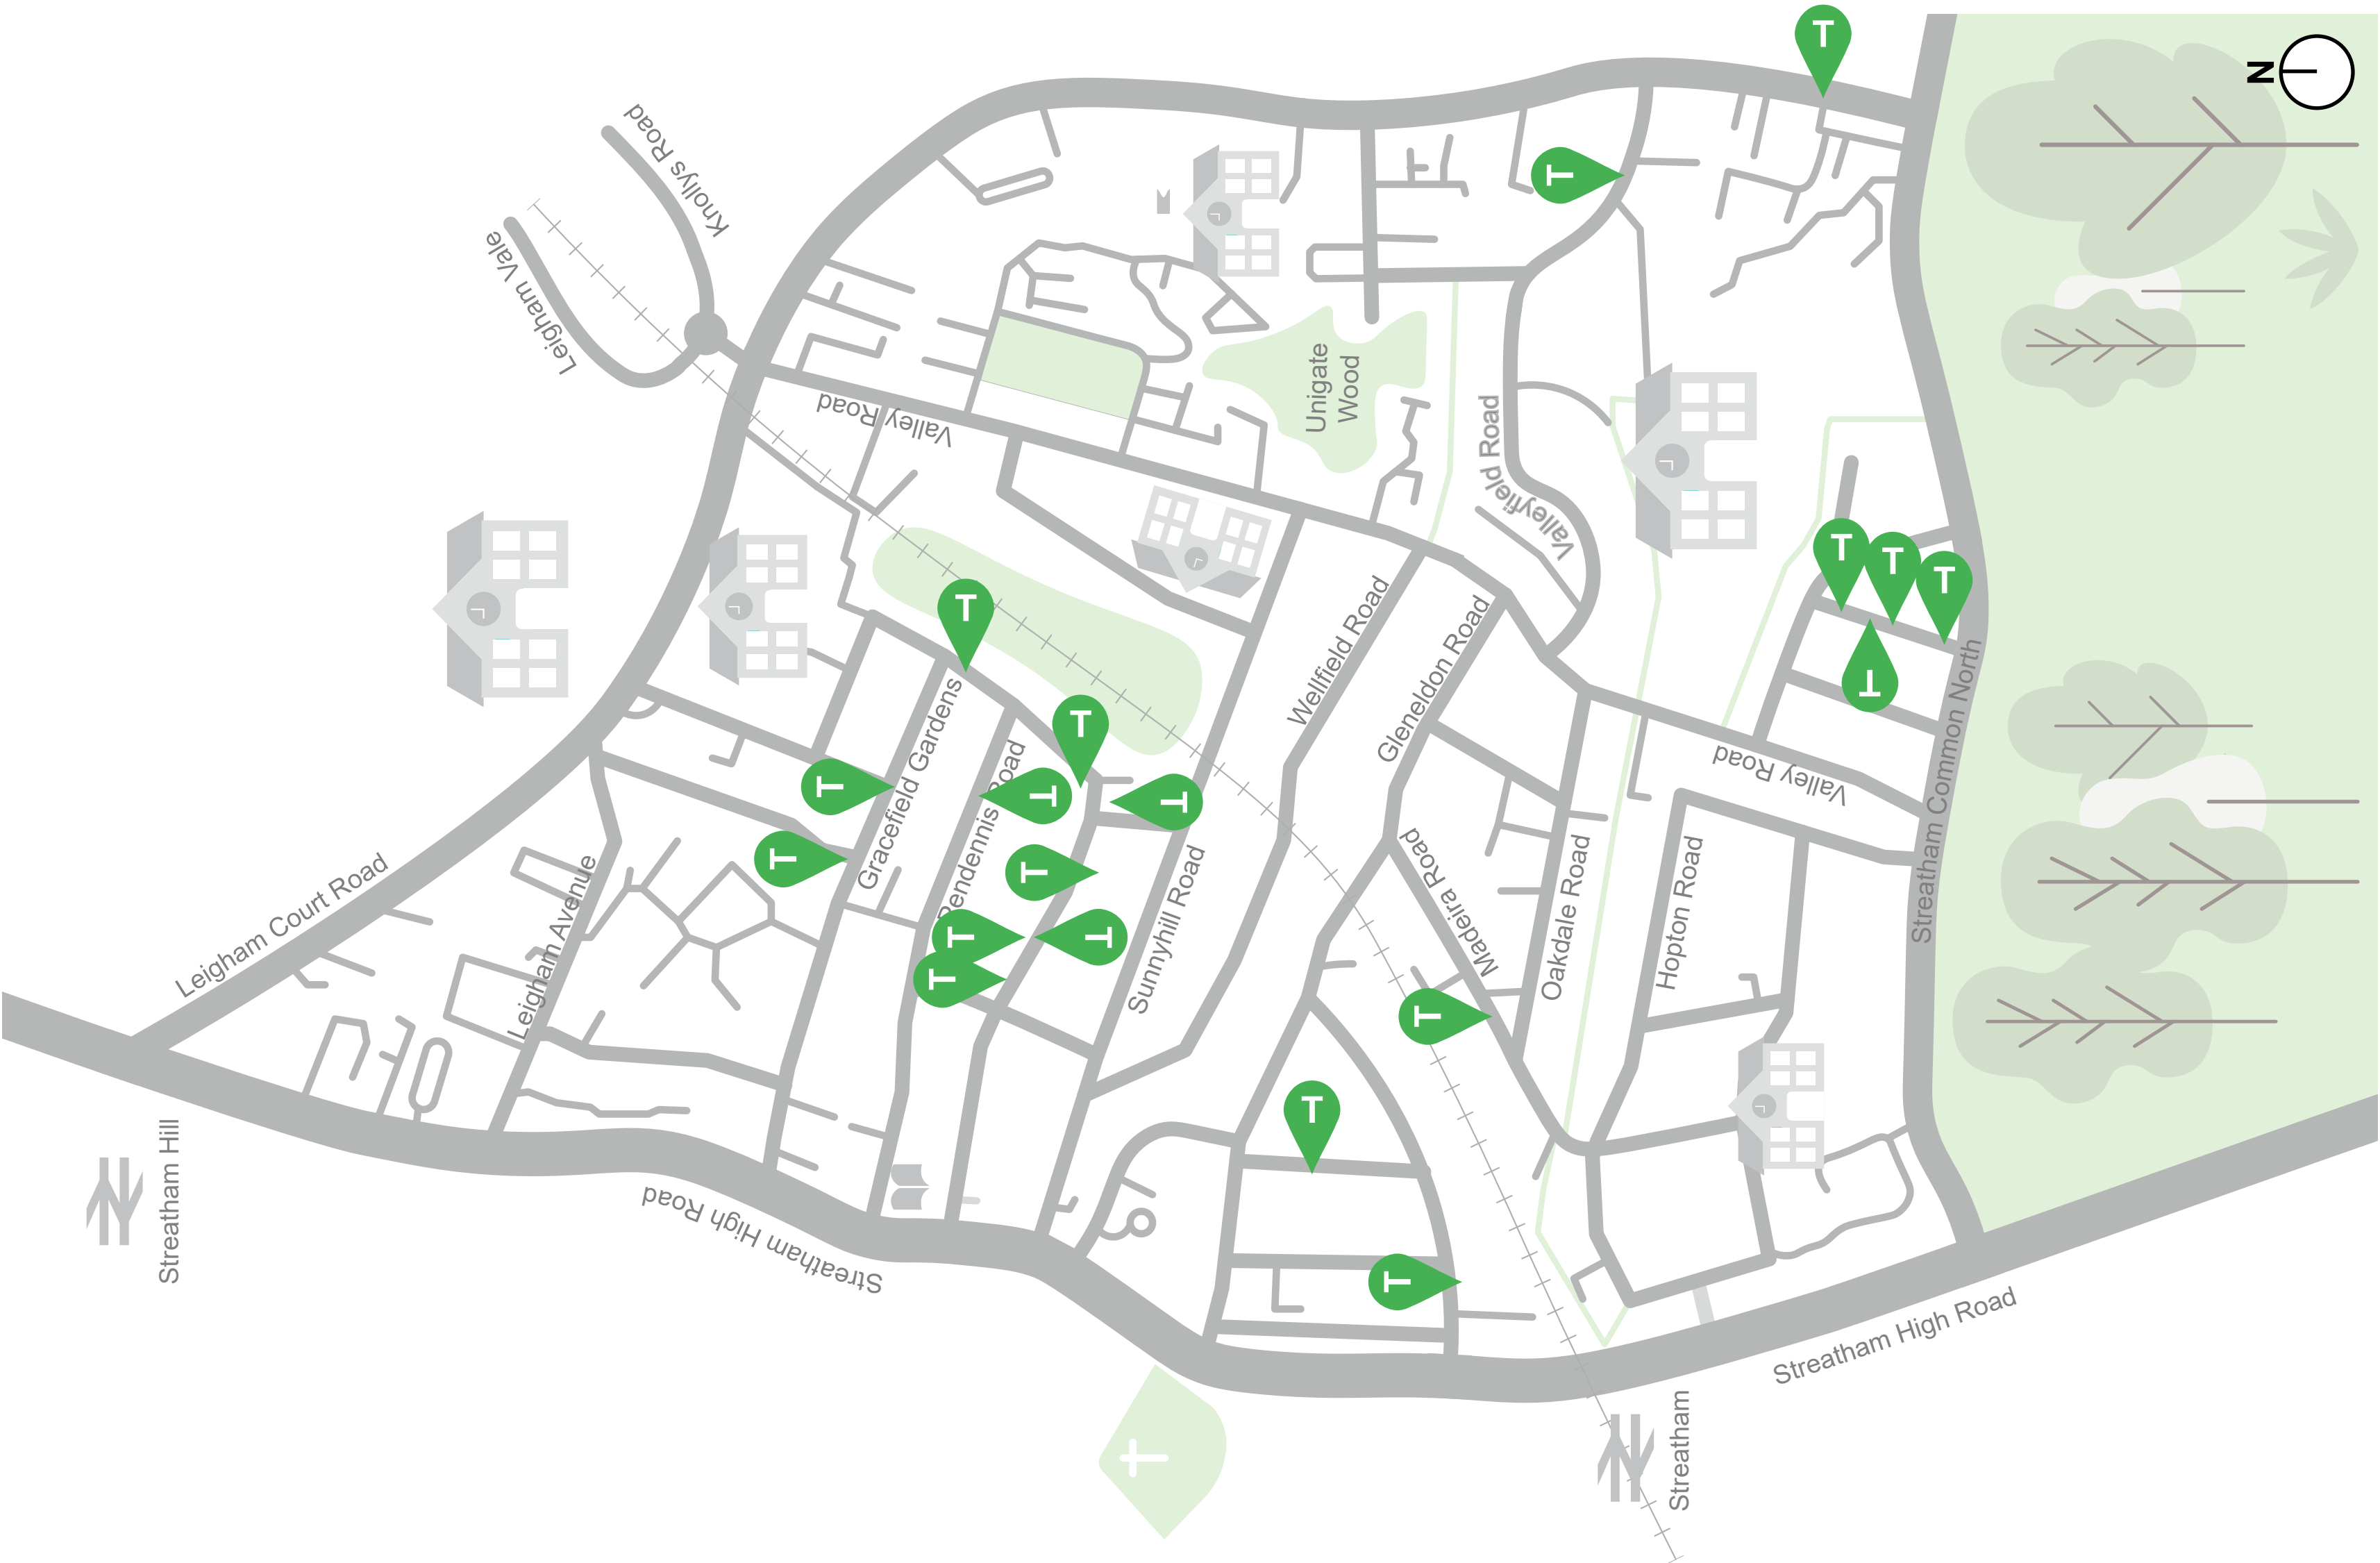 T
N
Knollys Road
Leigham Vale
T
Valley Road
Unigate
Wood
Valleyfield Road
T
T
T
T
T
Wellfield Road
Gleneldon Road
Streatham Common North
Valley Road
T
T
T
T
T
T
Gracefield Gardens
Pendennis Road
T
T
T
T
Sunnyhill Road
Madeira Road
Oakdale Road
Hopton Road
Leigham Court Road
Leigham Avenue
T
T
Streatham Hill
Streatham High Road
T
Streatham High Road
Streatham